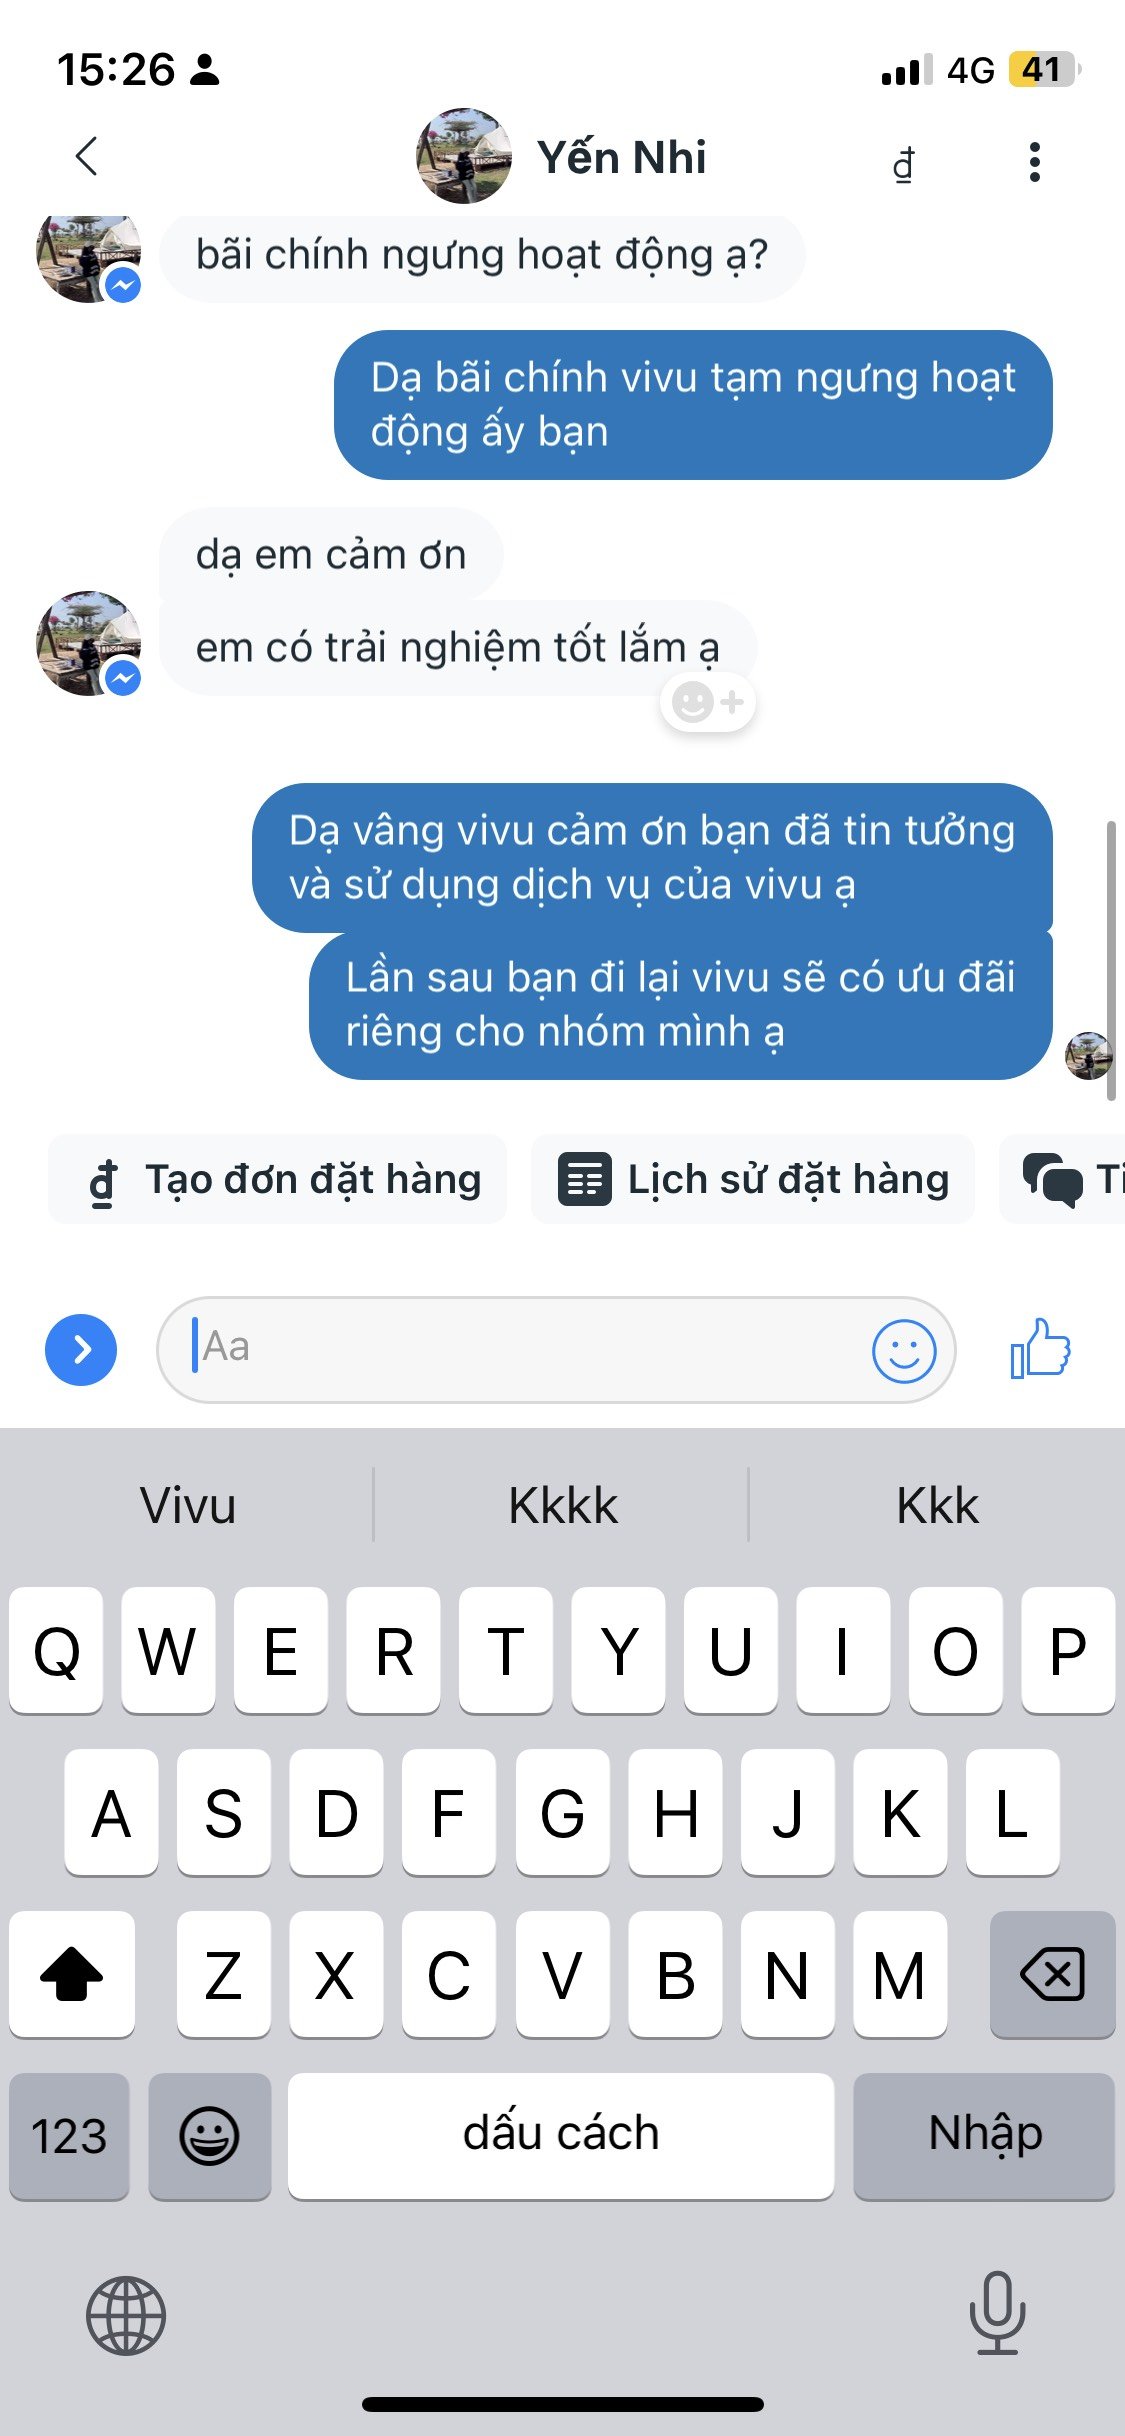 15:26
4G
41
Yến Nhi
đ
bãi chính ngưng hoạt động ạ?
Dạ bãi chính vivu tạm ngưng hoạt
động ấy bạn
dạ em cảm ơn
em có trải nghiệm tốt lắm ạ
Dạ vâng vivu cảm ơn bạn đã tin tưởng
và sử dụng dịch vụ của vivu ạ
Lần sau bạn đi lại vivu sẽ có ưu đãi
riêng cho nhóm mình ạ
đ Tạo đơn đặt hàng
Lịch sử đặt hàng
Aa
Vivu
Kkkk
Kkk
Q W E R T Y U I O P
A S D F G H J K L
Z X C V B N M
123
dấu cách
Nhập